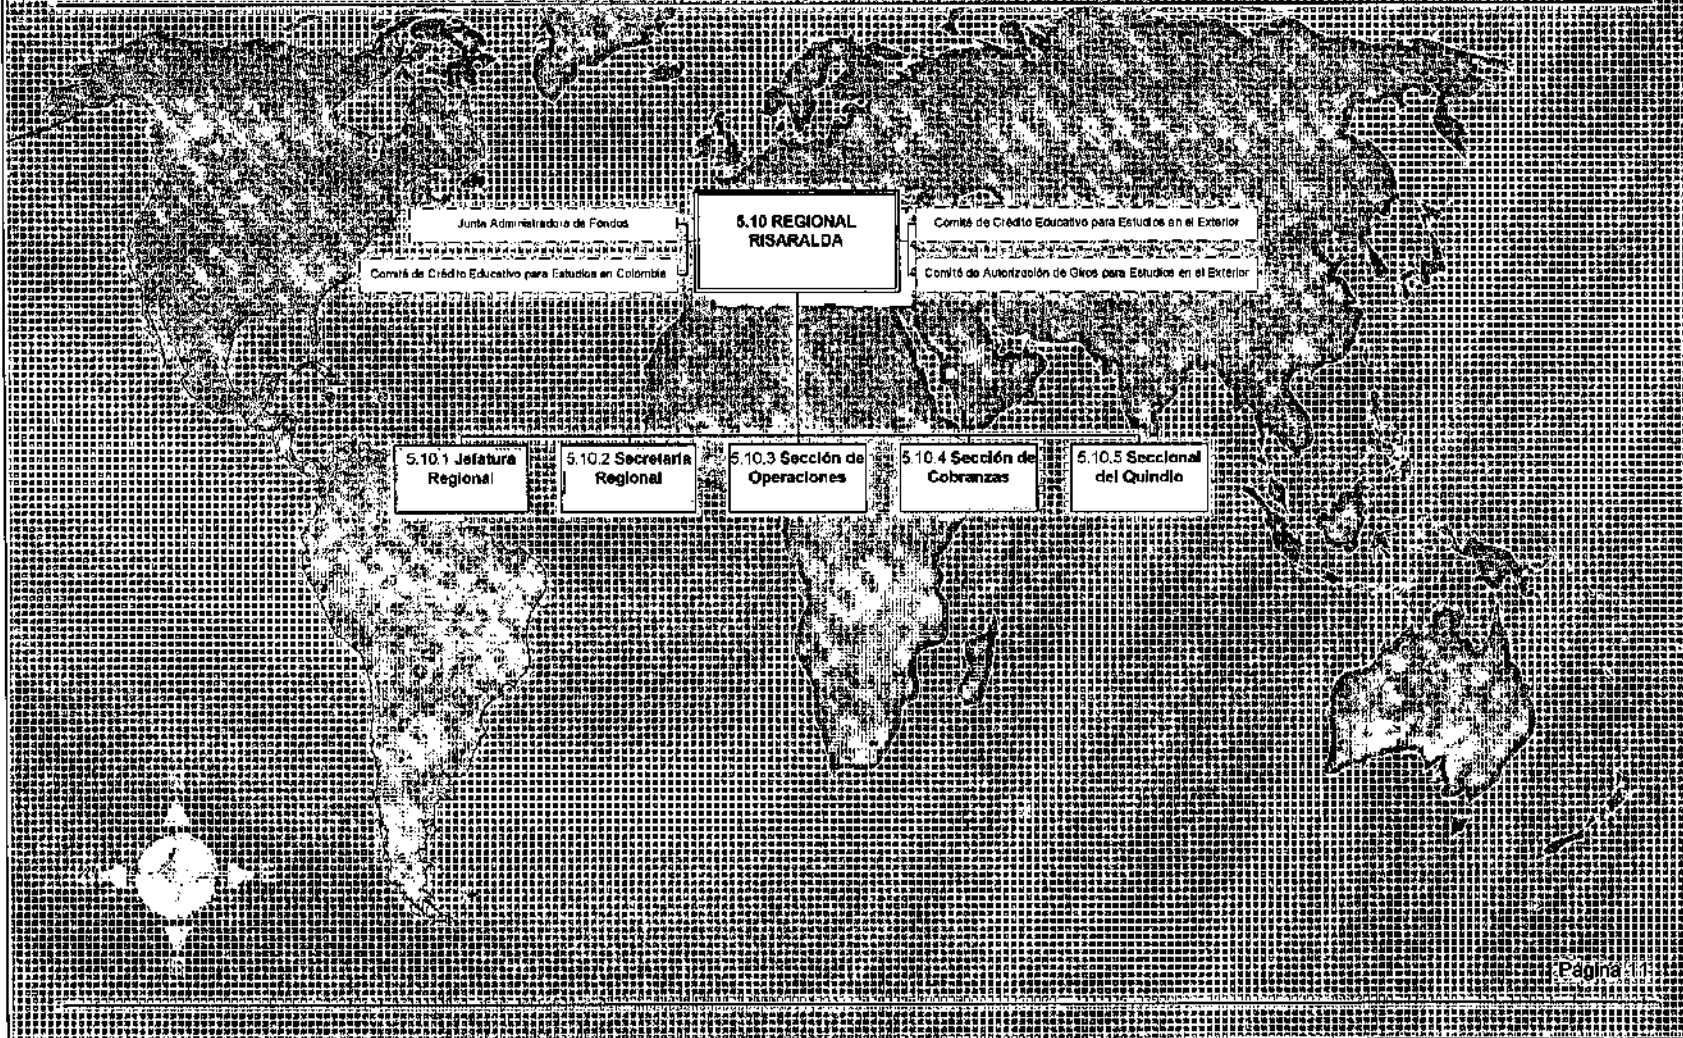 Junta Administradora de Fondos
Comité de Crédito Educativo para Estudios en Colombia
5.10 REGIONAL
RISARALDA
Comité de Crédito Educativo para Estudios en el Exterior
Comité de Autorización de Giros para Estudios en el Exterior
5.10.1 Jefatura
Regional
5.10.2 Secretaría
Regional
5.10.3 Sección de
Operaciones
5.10.4 Sección de
Cobranzas
5.10.5 Seccional
del Quindío
Página 11